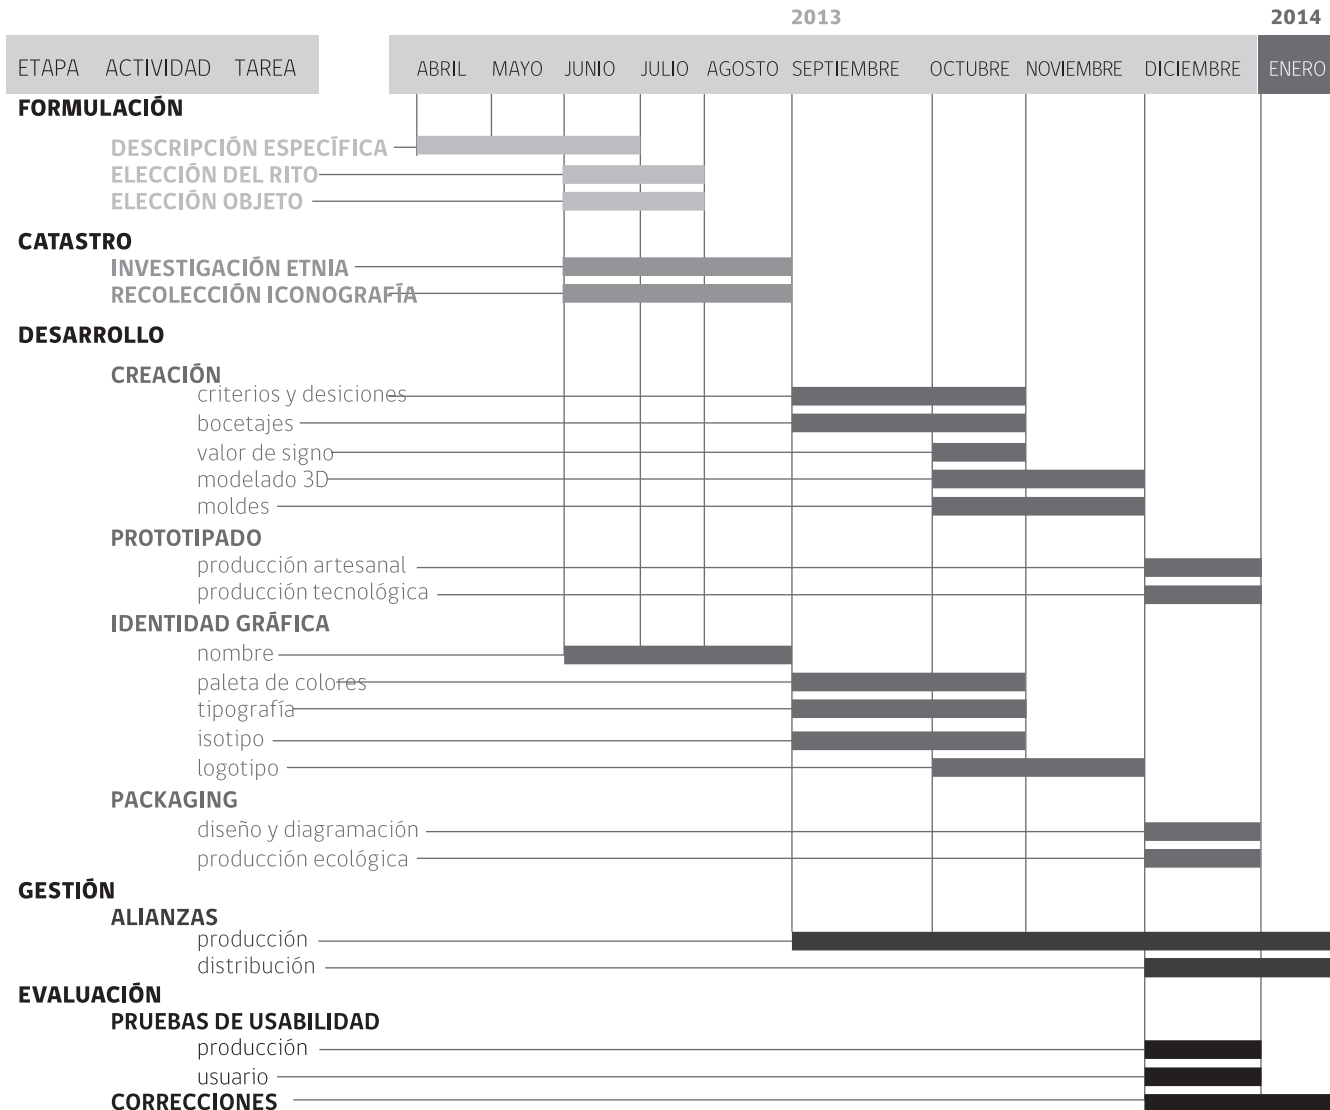 2013 2014
ETAPA ACTIVIDAD TAREA ABRIL MAYO JUNIO JULIO AGOSTO SEPTIEMBRE OCTUBRE NOVIEMBRE DICIEMBRE ENERO
FORMULACIÓN
DESCRIPCIÓN ESPECÍFICA
ELECCIÓN DEL RITO
ELECCIÓN OBJETO
CATASTRO
INVESTIGACIÓN ETNIA
RECOLECCIÓN ICONOGRAFÍA
DESARROLLO
CREACIÓN
criterios y desiciones
bocetajes
valor de signo
modelado 3D
moldes
PROTOTIPADO
producción artesanal
producción tecnológica
IDENTIDAD GRÁFICA
nombre
paleta de colores
tipografía
isotipo
logotipo
PACKAGING
diseño y diagramación
producción ecológica
GESTIÓN
ALIANZAS
producción
distribución
EVALUACIÓN
PRUEBAS DE USABILIDAD
producción
usuario
CORRECCIONES